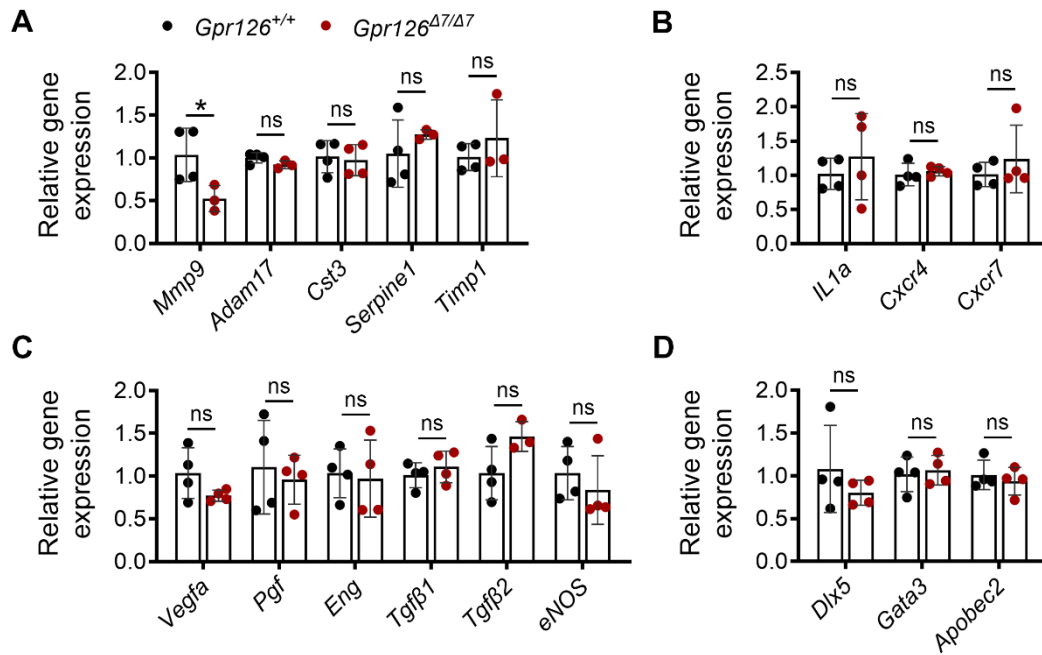 A
Gpr126+/+ Gpr126Δ7/Δ7
Relative gene
expression
2.0
1.5
1.0
0.5
0.0
* ns ns ns ns
Mmp9 Adam17 Cst3 Serpine1 Timp1
B
Relative gene
expression
2.5
2.0
1.5
1.0
0.5
0.0
ns ns ns
IL1a Cxcr4 Cxcr7
C
Relative gene
expression
2.0
1.5
1.0
0.5
0.0
ns ns ns ns ns ns
Vegfa Pgf Eng Tgfβ1 Tgfβ2 eNOS
D
Relative gene
expression
2.0
1.5
1.0
0.5
0.0
ns ns ns
Dlx5 Gata3 Apobec2